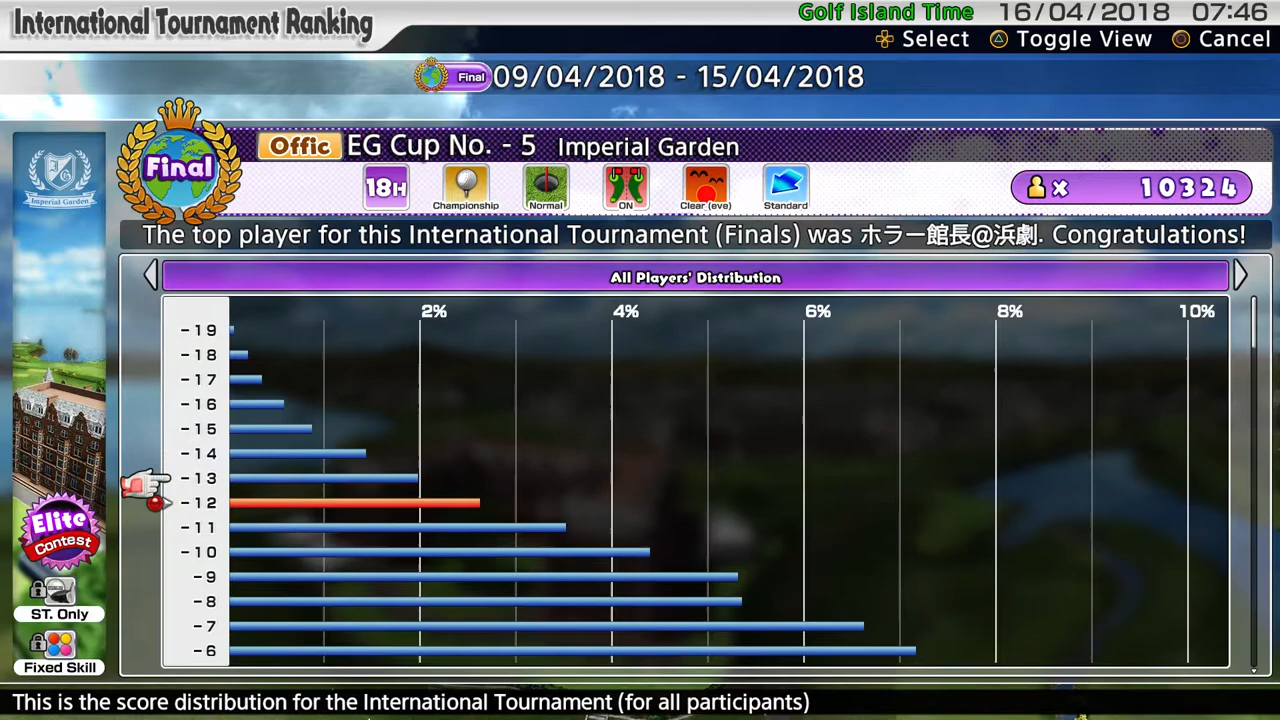 International Tournament Ranking
Golf Island Time 16/04/2018 07:46
Select Toggle View Cancel
Final 09/04/2018 - 15/04/2018
Final
Offic EG Cup No. - 5 Imperial Garden
Imperial Garden
18H
Championship
Normal
ON
Clear (eve)
Standard
x 10324
The top player for this International Tournament (Finals) was ホラー館長@浜劇. Congratulations!
All Players' Distribution
2% 4% 6% 8% 10%
-19
-18
-17
-16
-15
-14
-13
-12
-11
-10
-9
-8
-7
-6
Elite
Contest
ST. Only
Fixed Skill
This is the score distribution for the International Tournament (for all participants)